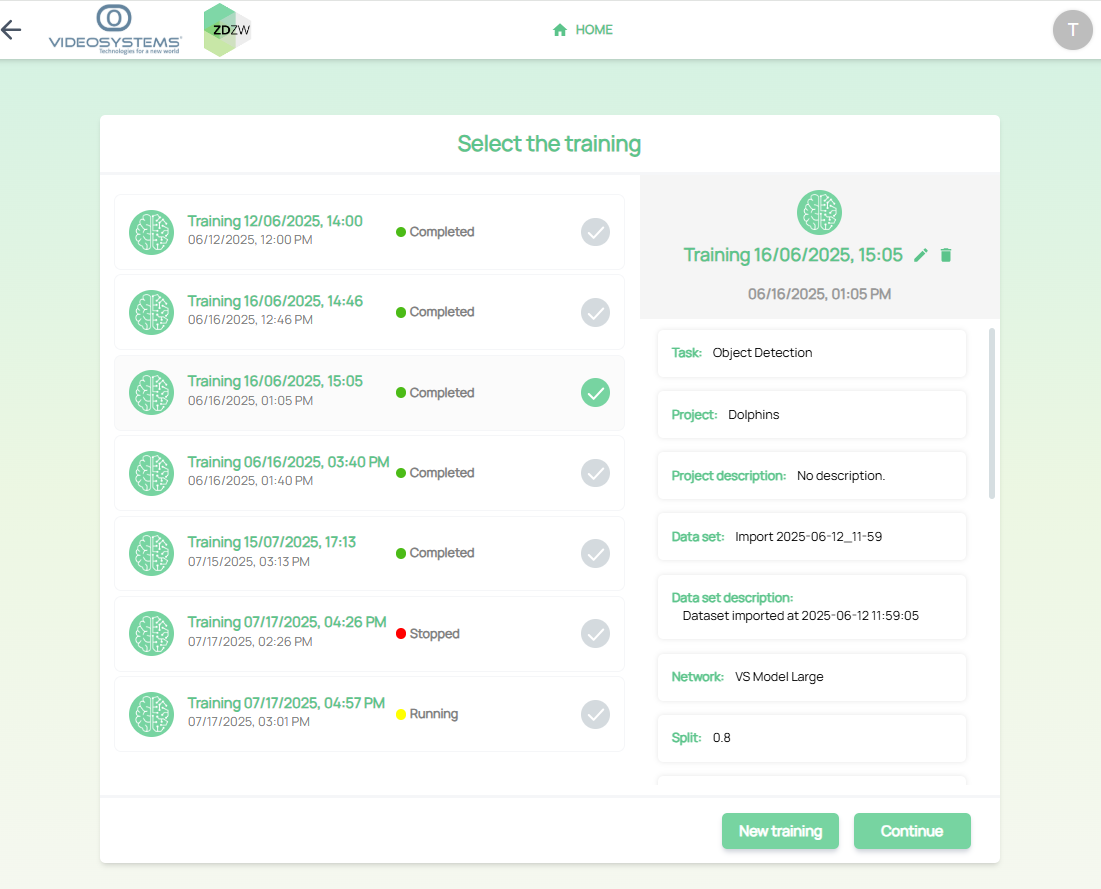 VIDEOSYSTEMS
Technologies for a new world
ZDZW
HOME
T
Select the training
Training 12/06/2025, 14:00
06/12/2025, 12:00 PM
Completed
Training 16/06/2025, 14:46
06/16/2025, 12:46 PM
Completed
Training 16/06/2025, 15:05
06/16/2025, 01:05 PM
Completed
Training 06/16/2025, 03:40 PM
06/16/2025, 01:40 PM
Completed
Training 15/07/2025, 17:13
07/15/2025, 03:13 PM
Completed
Training 07/17/2025, 04:26 PM
07/17/2025, 02:26 PM
Stopped
Training 07/17/2025, 04:57 PM
07/17/2025, 03:01 PM
Running
Training 16/06/2025, 15:05
06/16/2025, 01:05 PM
Task: Object Detection
Project: Dolphins
Project description: No description.
Data set: Import 2025-06-12_11-59
Data set description:
Dataset imported at 2025-06-12 11:59:05
Network: VS Model Large
Split: 0.8
New training
Continue